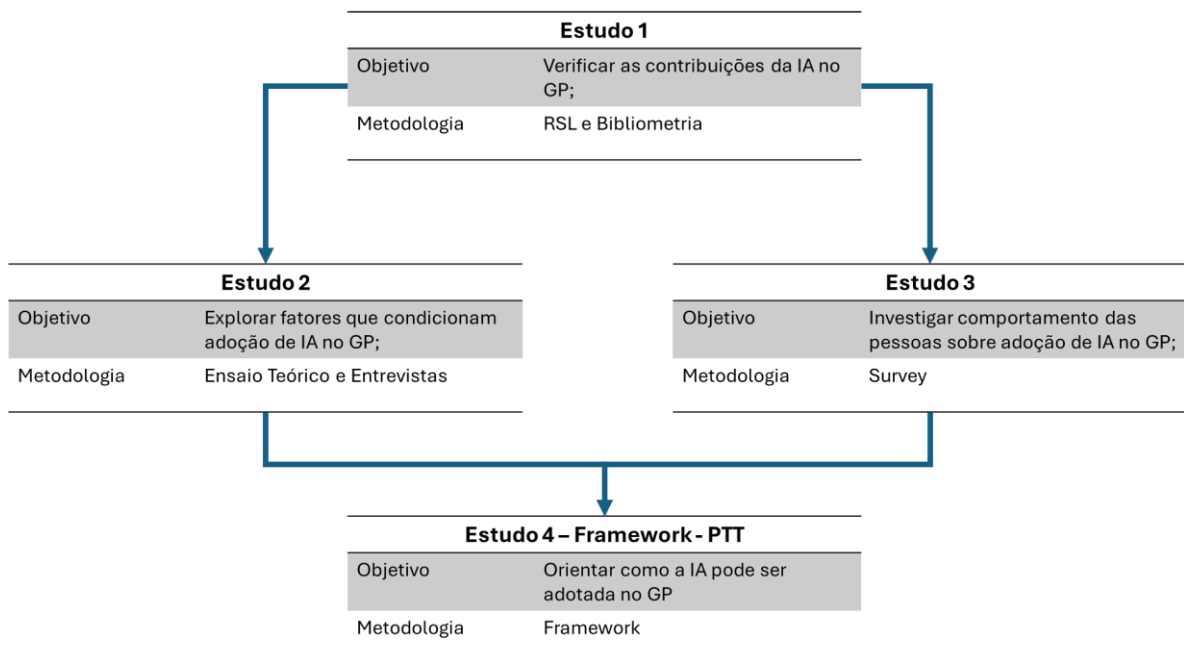 Estudo 1
Objetivo Verificar as contribuições da IA no
GP;
Metodologia RSL e Bibliometria
Estudo 2
Objetivo Explorar fatores que condicionam
adoção de IA no GP;
Metodologia Ensaio Teórico e Entrevistas
Estudo 3
Objetivo Investigar comportamento das
pessoas sobre adoção de IA no GP;
Metodologia Survey
Estudo 4 – Framework - PTT
Objetivo Orientar como a IA pode ser
adotada no GP
Metodologia Framework